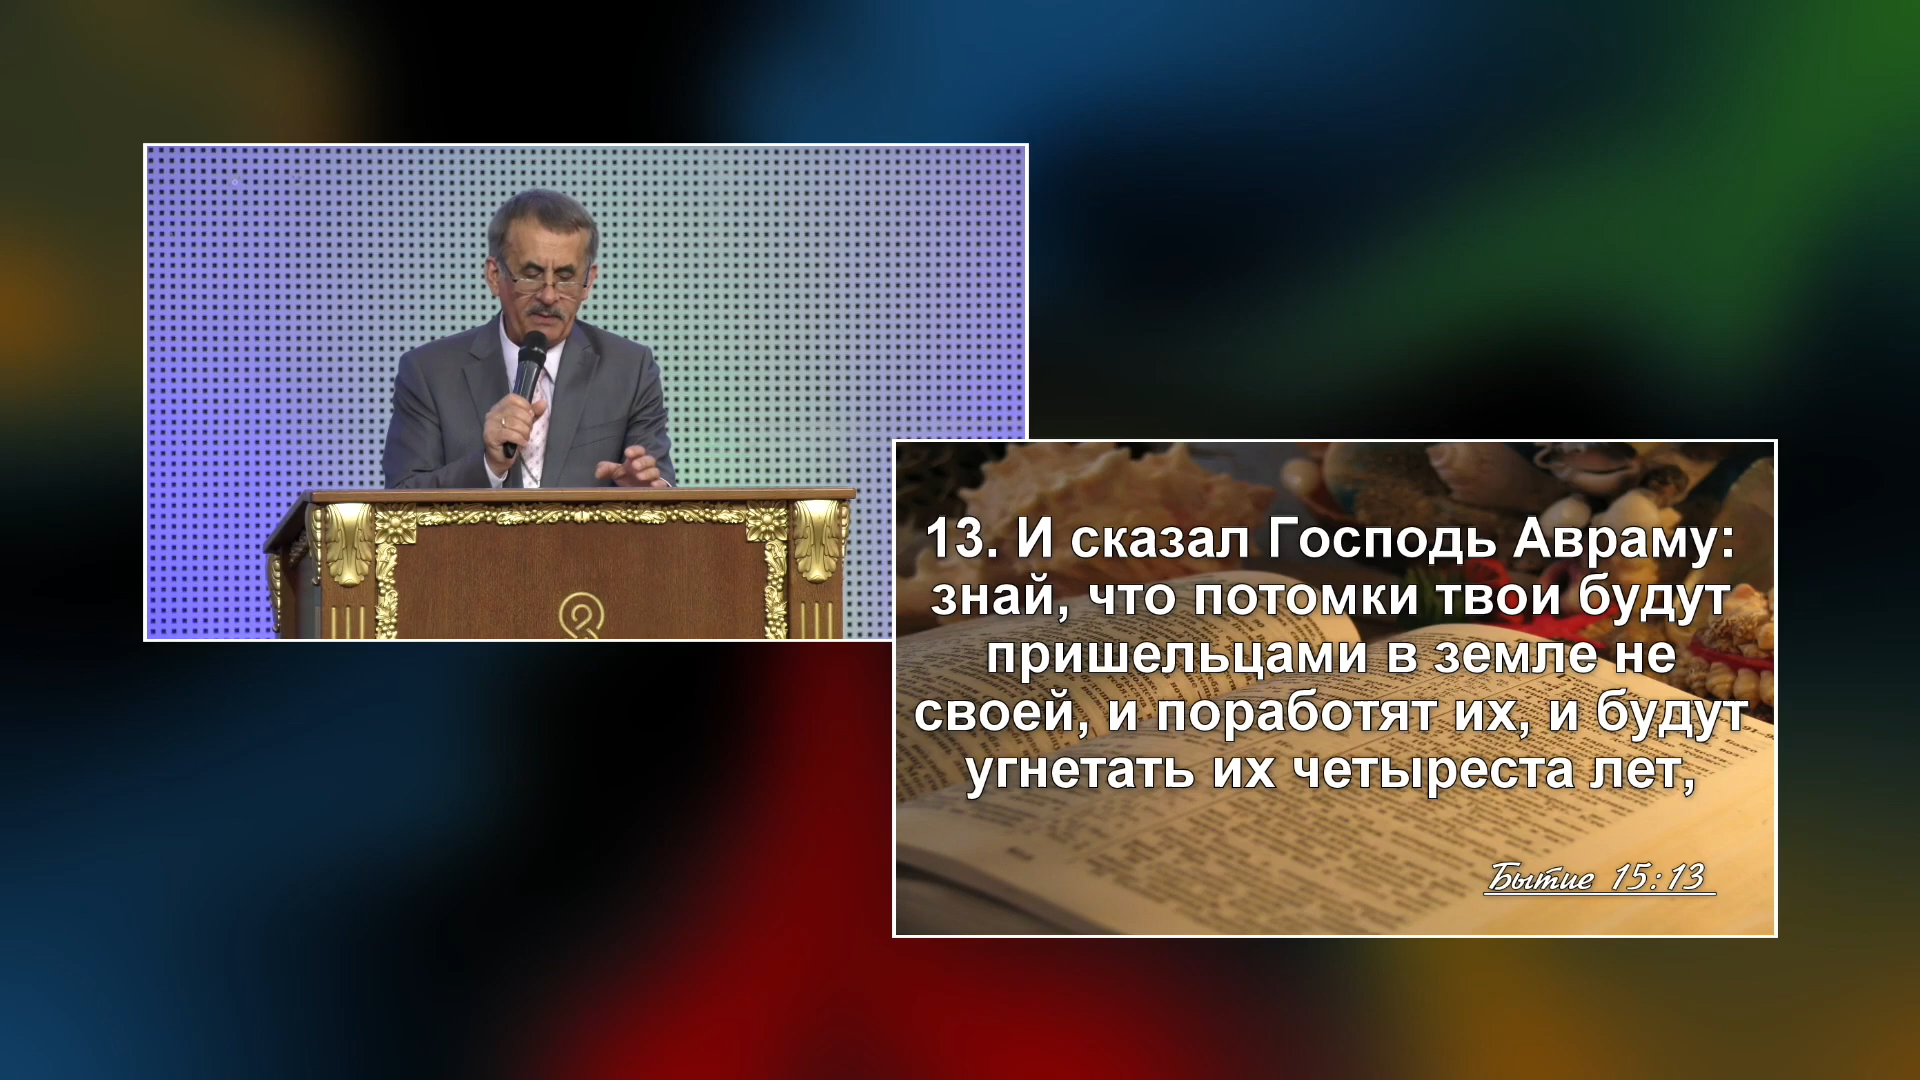 13. И сказал Господь Авраму:
знай, что потомки твои будут
пришельцами в земле не
своей, и поработят их, и будут
угнетать их четыреста лет,
Бытие 15:13